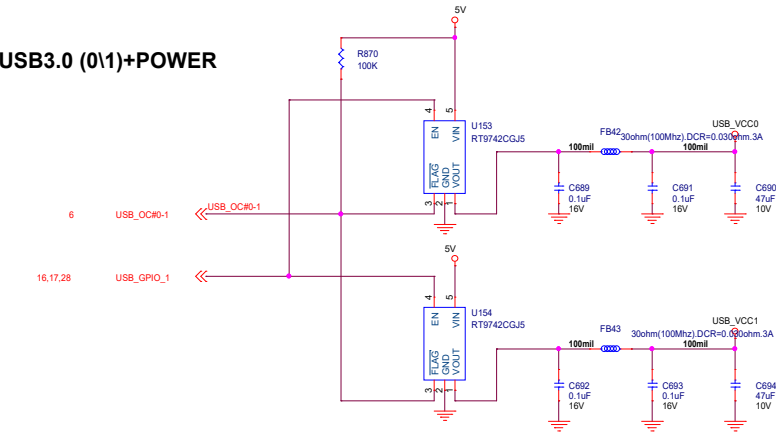 5V
USB3.0 (0\1)+POWER
R870
100K
4
5
EN
VIN
U153
RT9742CGJ5
FLAG
GND
VOUT
3
2
1
FB42
30ohm(100Mhz).DCR=0.030ohm.3A
USB_VCC0
100mil
100mil
C689
0.1uF
16V
C691
0.1uF
16V
C690
47uF
10V
6
USB_OC#0-1
USB_OC#0-1
5V
16,17,28
USB_GPIO_1
4
5
EN
VIN
U154
RT9742CGJ5
FLAG
GND
VOUT
3
2
1
FB43
30ohm(100Mhz).DCR=0.030ohm.3A
USB_VCC1
100mil
100mil
C692
0.1uF
16V
C693
0.1uF
16V
C694
47uF
10V